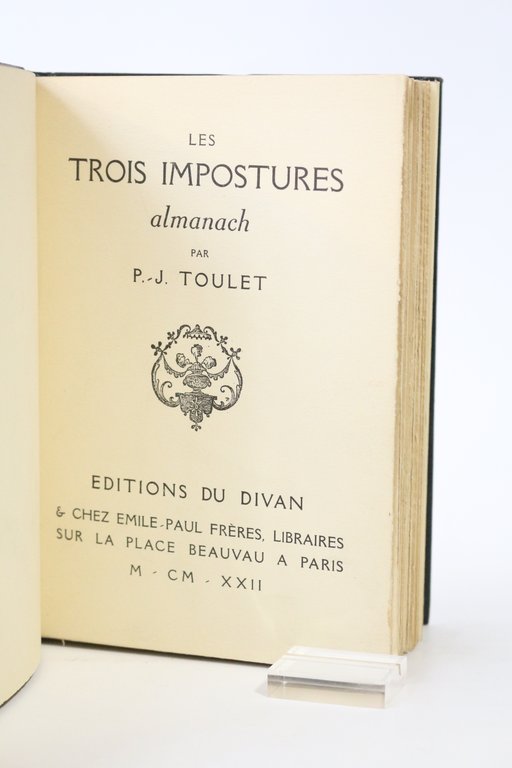 LES
TROIS IMPOSTURES
almanach
PAR
P.-J. TOULET
EDITIONS DU DIVAN
& CHEZ EMILE-PAUL FRÈRES, LIBRAIRES
SUR LA PLACE BEAUVAU A PARIS
M - CM - XXII